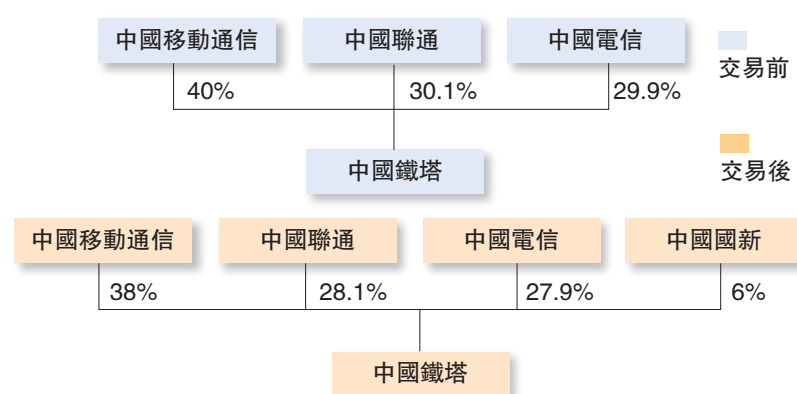 中國移動通信 中國聯通 中國電信
交易前
40% 30.1% 29.9%
中國鐵塔
交易後
中國移動通信 中國聯通 中國電信 中國國新
38% 28.1% 27.9% 6%
中國鐵塔